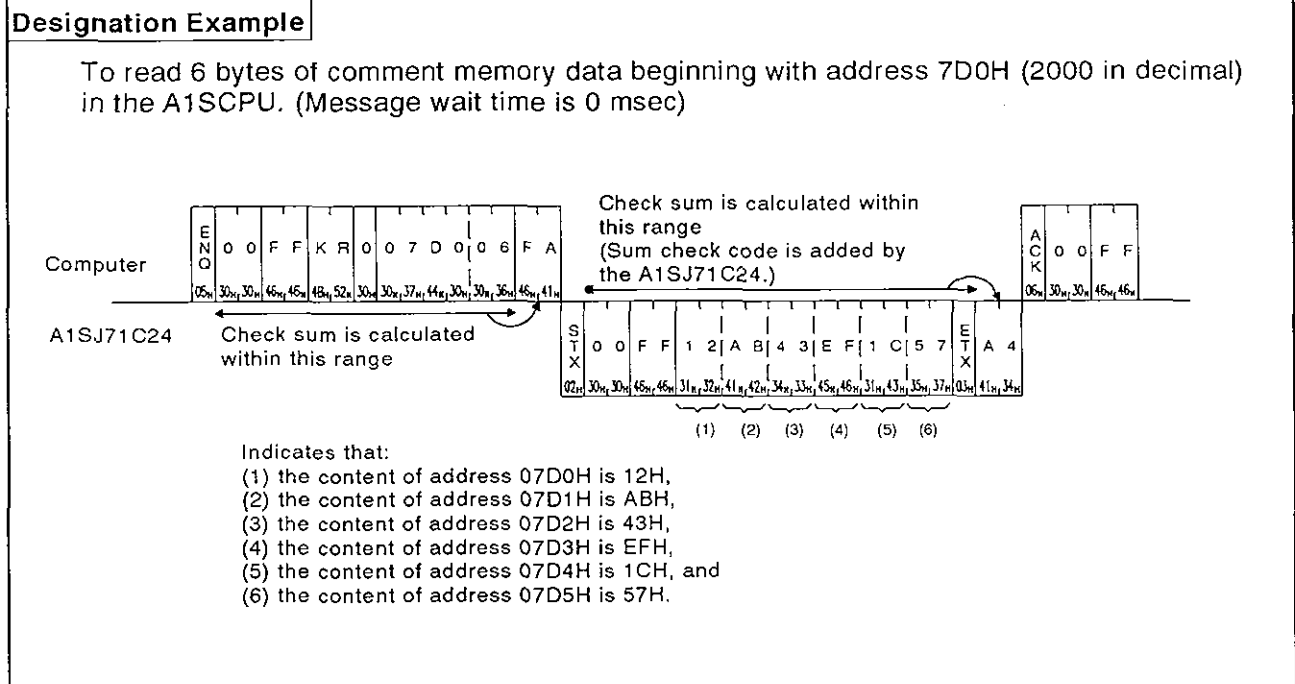 Designation Example
To read 6 bytes of comment memory data beginning with address 7D0H (2000 in decimal)
in the A1SCPU. (Message wait time is 0 msec)
Check sum is calculated within
this range
(Sum check code is added by
the A1SJ71C24.)
Computer
ENQ 0 0 F F K R 0 0 7 D 0 0 6 F A
05H 30H, 30H 46H, 46H 4BH, 52H 30H 30H, 37H, 44H, 30H, 30H, 36H 46H, 41H
ACK 0 0 F F
06H 30H, 30H 46H, 46H
A1SJ71C24
Check sum is calculated
within this range
STX 0 0 F F 1 2 A B 4 3 E F 1 C 5 7 ETX A 4
02H 30H, 30H 46H, 46H 31H, 32H 41H, 42H 34H, 33H 45H, 46H 31H, 43H 35H, 37H 03H 41H, 34H
(1) (2) (3) (4) (5) (6)
Indicates that:
(1) the content of address 07D0H is 12H,
(2) the content of address 07D1H is ABH,
(3) the content of address 07D2H is 43H,
(4) the content of address 07D3H is EFH,
(5) the content of address 07D4H is 1CH, and
(6) the content of address 07D5H is 57H.